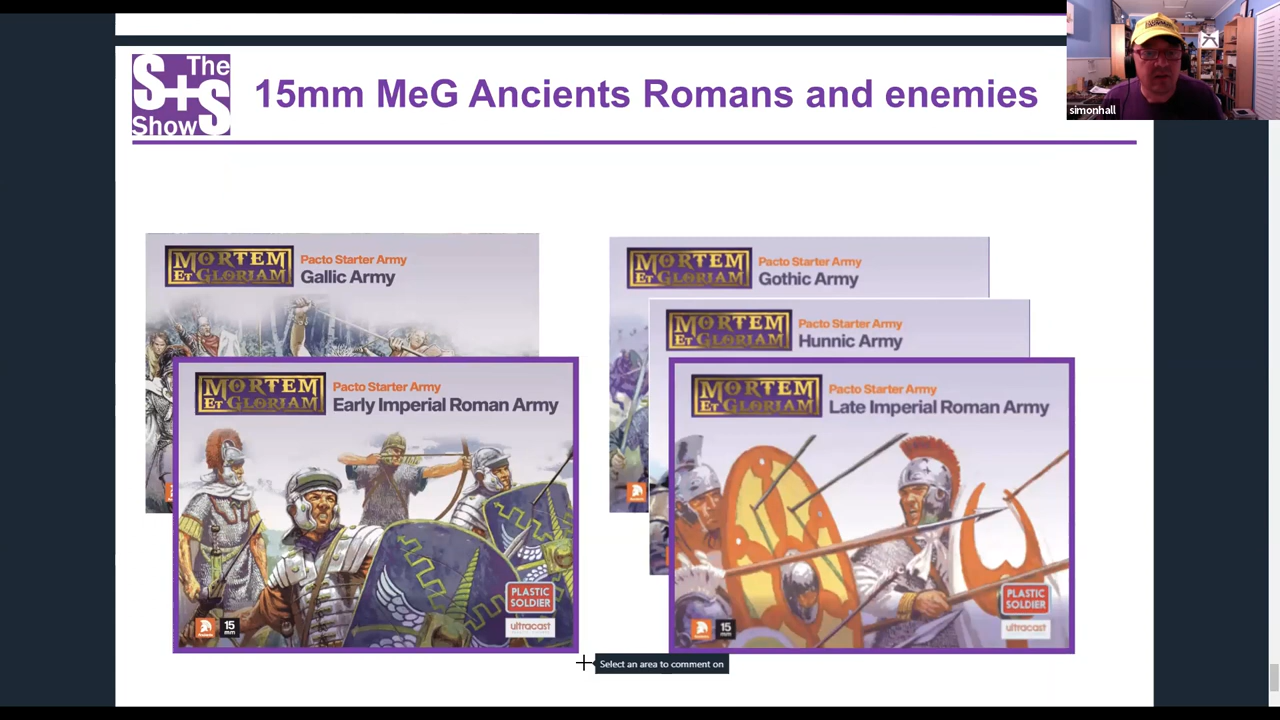 The
S+S
Show
15mm MeG Ancients Romans and enemies
simonhall
MORTEM
ET GLORIAM
Pacto Starter Army
Gallic Army
MORTEM
ET GLORIAM
Pacto Starter Army
Gothic Army
MORTEM
ET GLORIAM
Pacto Starter Army
Hunnic Army
MORTEM
ET GLORIAM
Pacto Starter Army
Early Imperial Roman Army
PLASTIC
SOLDIER
ultracast
15
mm
MORTEM
ET GLORIAM
Pacto Starter Army
Late Imperial Roman Army
PLASTIC
SOLDIER
ultracast
15
mm
Select an area to comment on